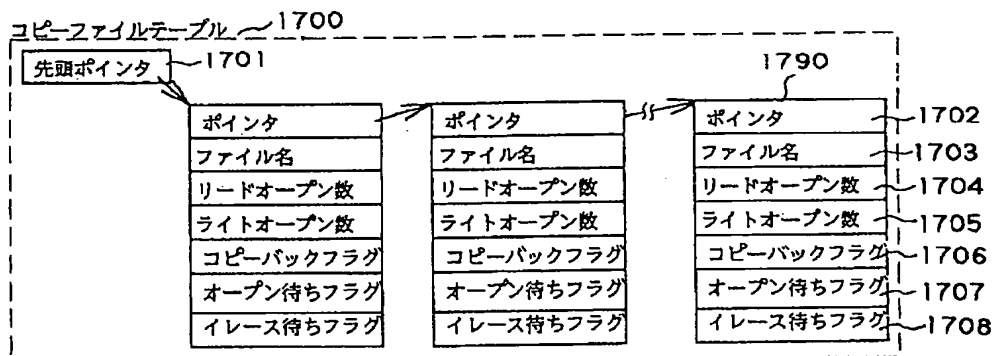 コピーファイルテーブル 1700
先頭ポインタ 1701
1790
ポインタ ポインタ ポインタ 1702
ファイル名 ファイル名 ファイル名 1703
リードオープン数 リードオープン数 リードオープン数 1704
ライトオープン数 ライトオープン数 ライトオープン数 1705
コピーバックフラグ コピーバックフラグ コピーバックフラグ 1706
オープン待ちフラグ オープン待ちフラグ オープン待ちフラグ 1707
イレース待ちフラグ イレース待ちフラグ イレース待ちフラグ 1708